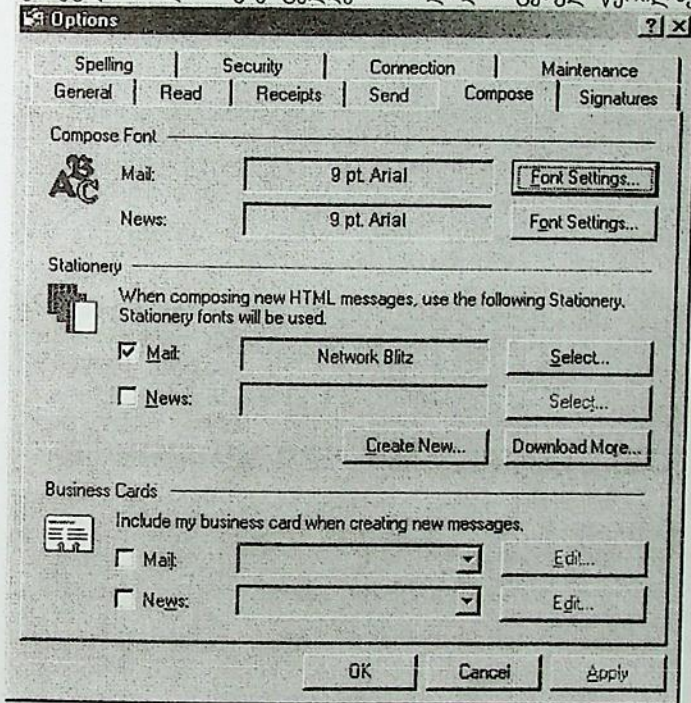 Options
Spelling Security Connection Maintenance
General Read Receipts Send Compose Signatures
Compose Font
Mail: 9 pt. Arial Font Settings...
News: 9 pt. Arial Font Settings...
Stationery
When composing new HTML messages, use the following Stationery.
Stationery fonts will be used.
Mail: Network Blitz Select...
News: Select...
Create New... Download More...
Business Cards
Include my business card when creating new messages.
Mail: Edit...
News: Edit...
OK Cancel Apply